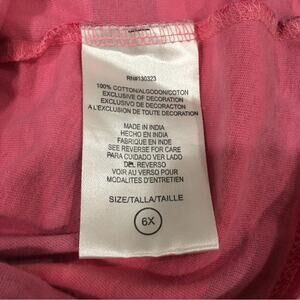 RN#130323
100% COTTON/ALGODON/COTON
EXCLUSIVE OF DECORATION
EXCLUSIVO DE DECORACTON
A L'EXCLUSION DE TOUTE DECORATION
MADE IN INDIA
HECHO EN INDIA
FABRIQUE EN INDE
SEE REVERSE FOR CARE
PARA CUIDADO VER LADO
DEL REVERSO
VOIR AU VERSO POUR
MODALITES D'ENTRETIEN
SIZE/TALLA/TAILLE
6X